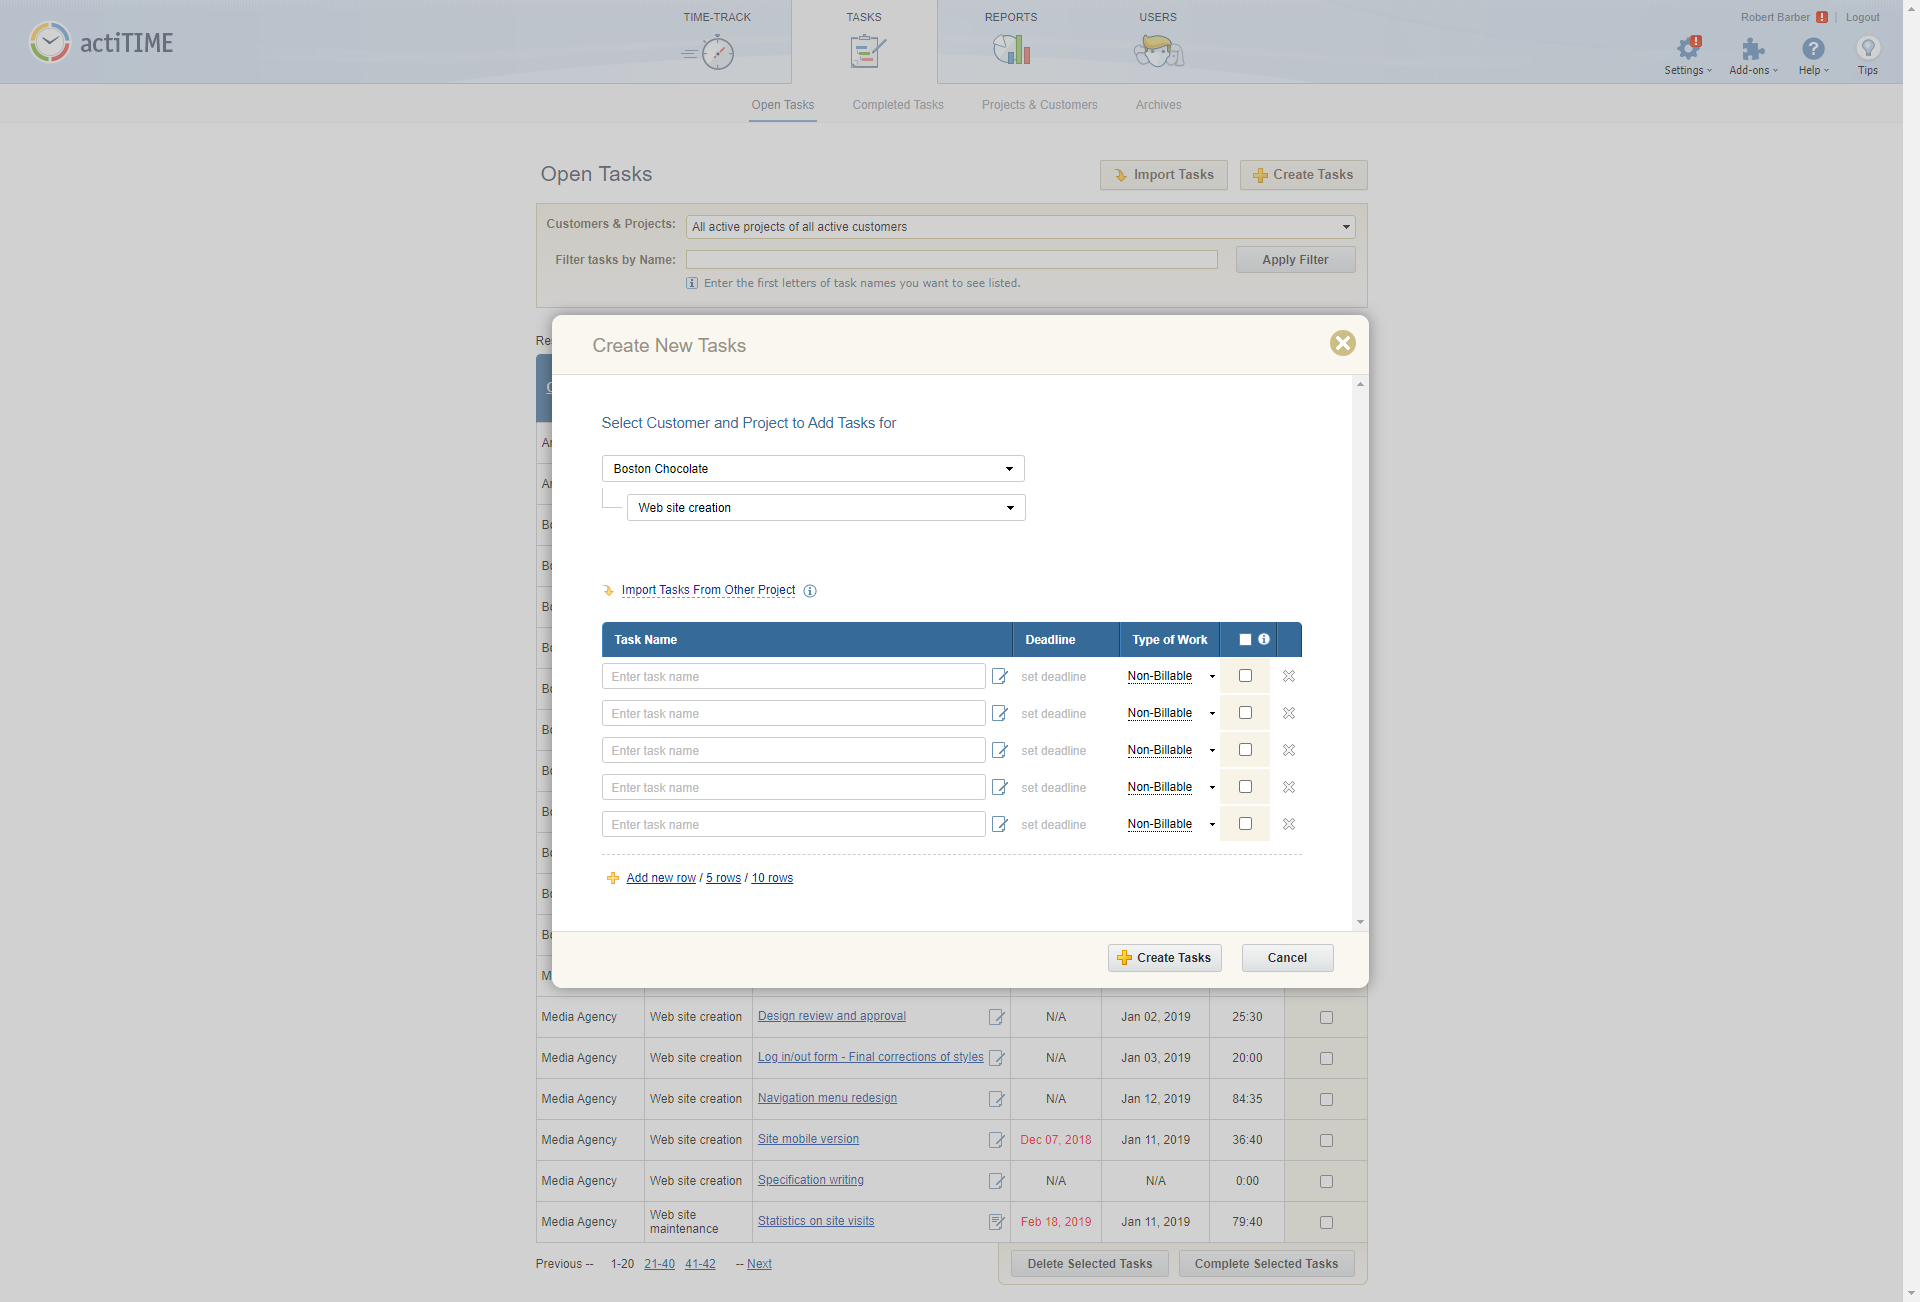 actiTIME
TIME-TRACK
TASKS
REPORTS
USERS
Robert Barber ! | Logout
Settings
Add-ons
Help
Tips
Open Tasks
Completed Tasks
Projects & Customers
Archives
Open Tasks
Import Tasks
Create Tasks
Customers & Projects: All active projects of all active customers
Filter tasks by Name:
Apply Filter
Enter the first letters of task names you want to see listed.
Create New Tasks
Select Customer and Project to Add Tasks for
Boston Chocolate
Web site creation
Import Tasks From Other Project
Task Name Deadline Type of Work
Enter task name set deadline Non-Billable
Enter task name set deadline Non-Billable
Enter task name set deadline Non-Billable
Enter task name set deadline Non-Billable
Enter task name set deadline Non-Billable
Add new row / 5 rows / 10 rows
Create Tasks
Cancel
Media Agency Web site creation Design review and approval N/A Jan 02, 2019 25:30
Media Agency Web site creation Log in/out form - Final corrections of styles N/A Jan 03, 2019 20:00
Media Agency Web site creation Navigation menu redesign N/A Jan 12, 2019 84:35
Media Agency Web site creation Site mobile version Dec 07, 2018 Jan 11, 2019 36:40
Media Agency Web site creation Specification writing N/A N/A 0:00
Media Agency Web site maintenance Statistics on site visits Feb 18, 2019 Jan 11, 2019 79:40
Previous -- 1-20 21-40 41-42 -- Next
Delete Selected Tasks
Complete Selected Tasks